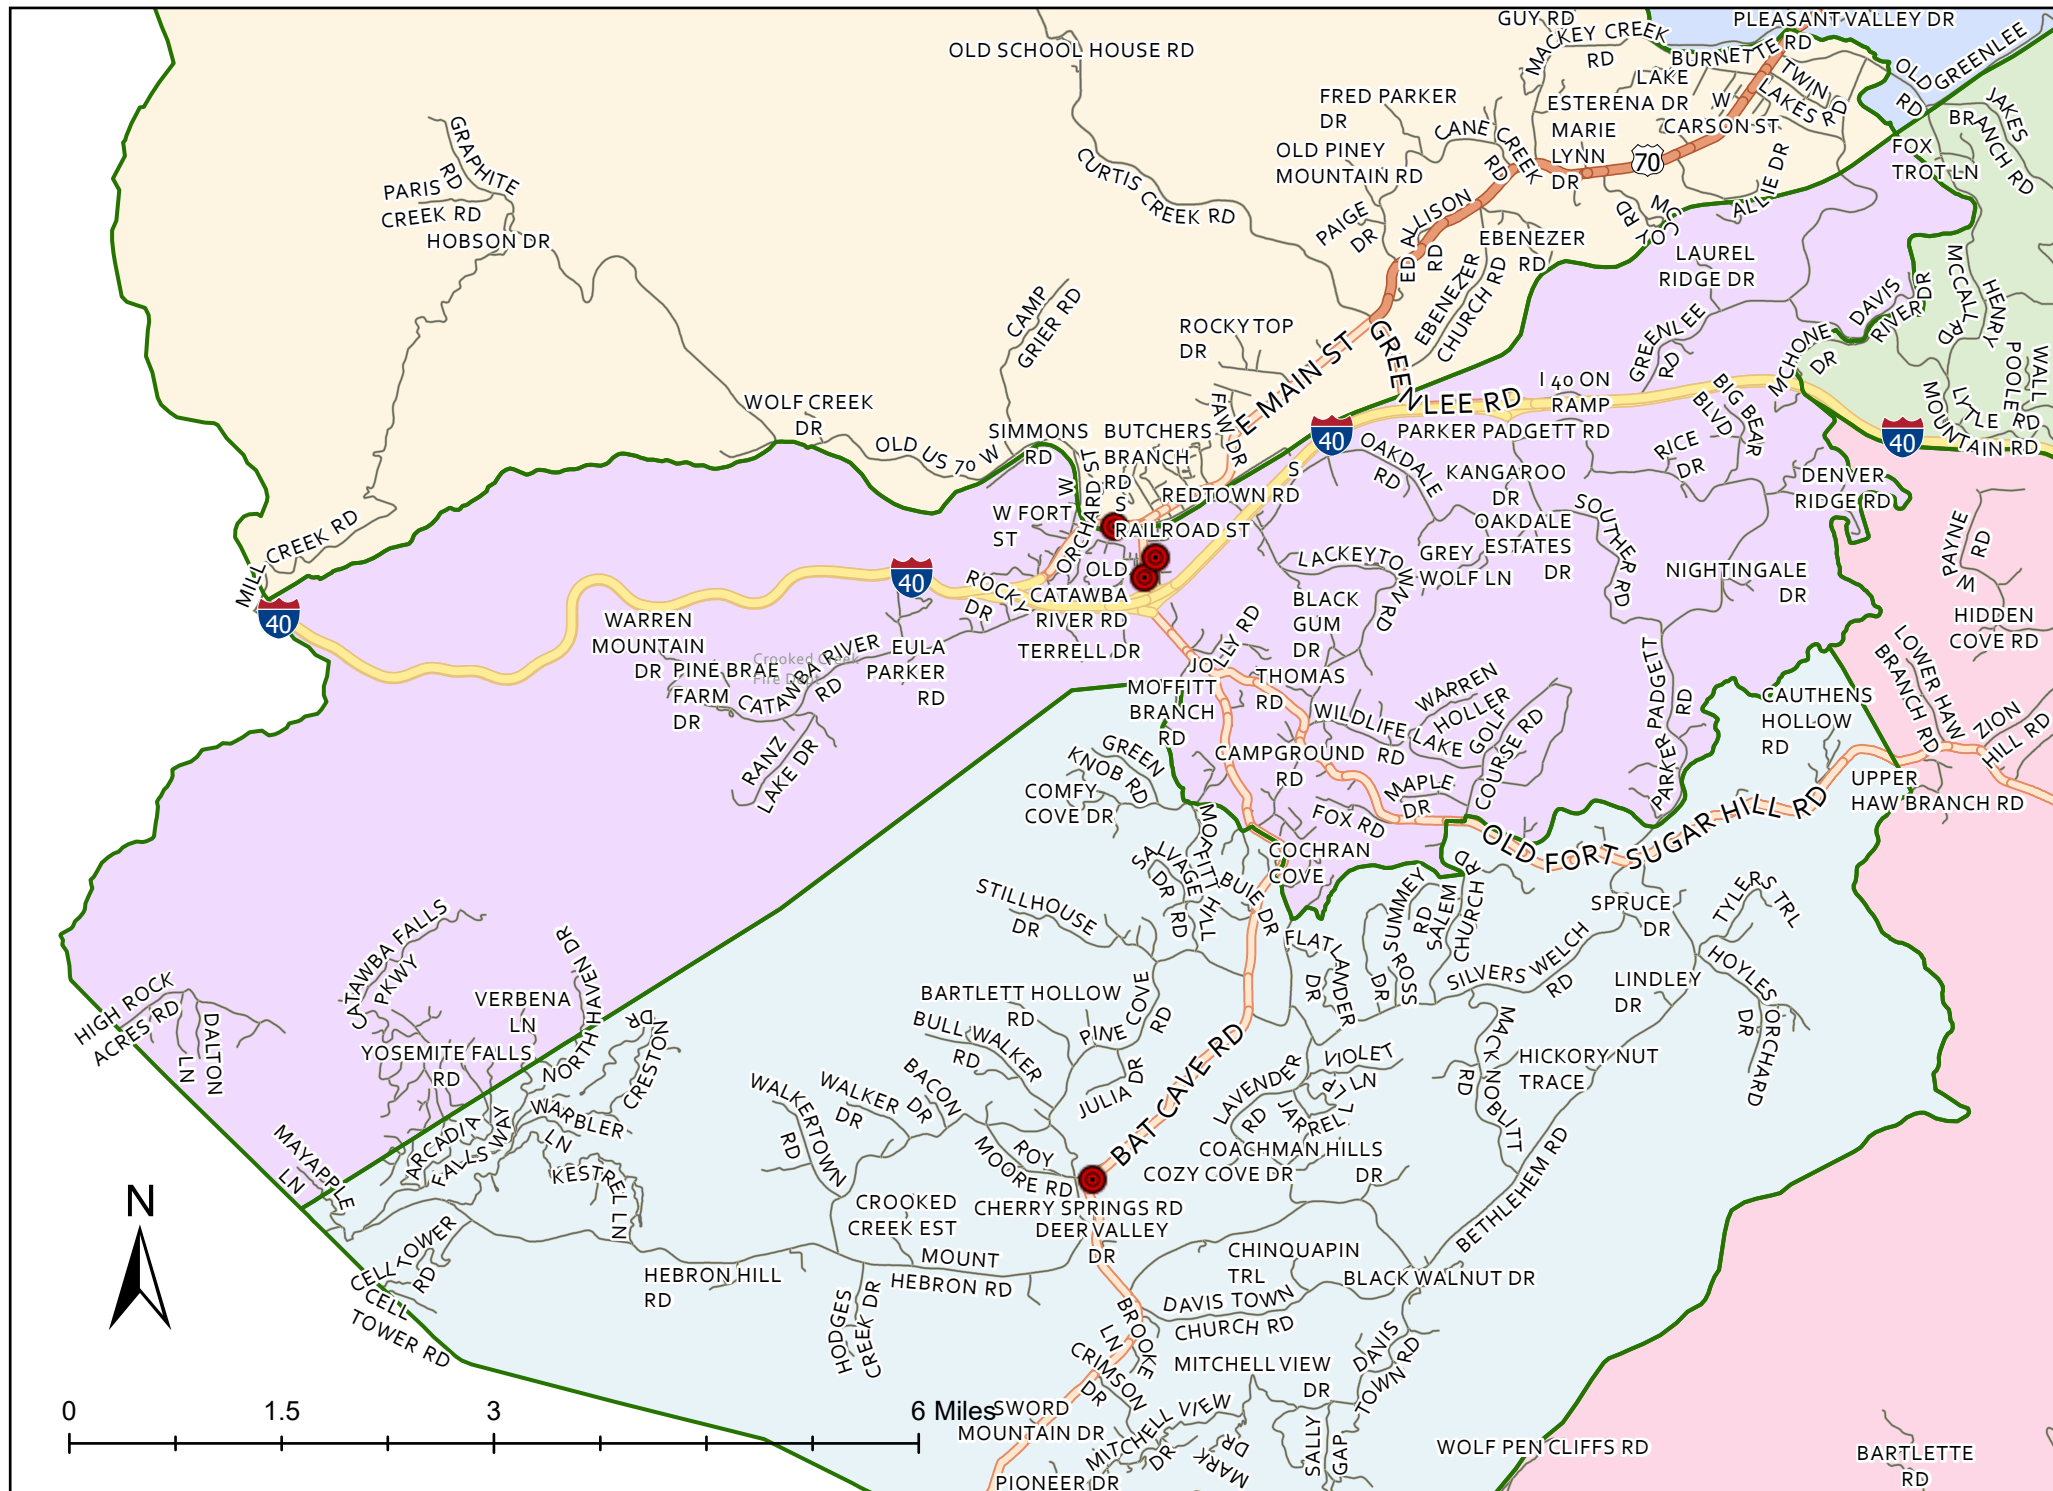 GUY RD
PLEASANT VALLEY DR
OLD SCHOOL HOUSE RD
MACKEY CREEK
RD
BURNETTE RD
OLD GREENLEE
RD
LAKE
TWIN
LAKES RD
FRED PARKER
DR
ESTERENA DR
W
CARSON ST
JAKES
BRANCH RD
CANE CREEK
RD
MARIE
LYNN
DR
70
FOX
TROT LN
OLD PINEY
MOUNTAIN RD
GRAPHITE
RD
PARIS
CREEK RD
HOBSON DR
CURTIS CREEK RD
PAIGE
DR
ED ALLISON
RD
EBENEZER
RD
EBENEZER
CHURCH RD
MCCOY RD
ALLIE DR
LAUREL
RIDGE DR
MCCALL RD
HENRY
DAVIS
RIVER DR
CAMP
GRIER RD
ROCKY TOP
DR
E MAIN ST
GREENLEE RD
GREENLEE
RD
MCHONE
DR
POOLE
WALL
LYTLE RD
MOUNTAIN RD
I 40 ON
RAMP
BIG BEAR
BLVD
WOLF CREEK
DR
OLD US 70 W
SIMMONS
RD
BUTCHERS
BRANCH
RD
FAW DR
40
PARKER PADGETT RD
RICE
DR
40
OAKDALE
RD
KANGAROO
DR
DENVER
RIDGE RD
S
REDTOWN RD
W
ORCHARD ST
S
RAILROAD ST
W FORT
ST
OAKDALE
ESTATES
DR
SOUTHER RD
PAYNE
RD
W
MILL CREEK RD
40
40
ROCKY
DR
OLD
CATAWBA
RIVER RD
LACKEYTOWN RD
GREY
WOLF LN
NIGHTINGALE
DR
BLACK
GUM
DR
HIDDEN
COVE RD
WARREN
MOUNTAIN
DR
PINE BRAE
FARM
DR
Crooked Creek
Fire Dept
CATAWBA RIVER
RD
EULA
PARKER
RD
TERRELL DR
JOLLY RD
THOMAS
RD
MOFFITT
BRANCH
RD
WARREN
HOLLER
WILDLIFE LAKE
RD
GOLF
COURSE RD
PARKER PADGETT
RD
CAUTHENS
HOLLOW
RD
LOWER HAW
BRANCH RD
ZION
HILL RD
RANZ
LAKE DR
GREEN
KNOB RD
COMFY
COVE DR
CAMPGROUND
RD
MAPLE
DR
FOX RD
UPPER
HAW BRANCH RD
OLD FORT SUGAR HILL RD
MOFFITT HILL
SALVAGE
DR RD
COCHRAN
COVE
BUIE DR
STILLHOUSE
DR
SUMMEY
RD
SALEM
CHURCH RD
SPRUCE
DR
TYLERS TRL
CATAWBA FALLS
PKWY
NORTH HAVEN DR
FLATLANDER
DR
ROSS
DR
SILVERS WELCH
RD
LINDLEY
DR
HOYLES ORCHARD
DR
HIGH ROCK
ACRES RD
DALTON
LN
VERBENA
LN
BARTLETT HOLLOW
RD
BULL WALKER
RD
PINE COVE
RD
BAT CAVE RD
MACK NOBLITT
RD
YOSEMITE FALLS
RD
CRESTON
DR
HICKORY NUT
TRACE
WALKERTOWN
RD
WALKER
DR
BACON
DR
JULIA DR
LAVENDER
RD
VIOLET
LN
PT
JARRELL
WARBLER
LN
ARCADIA
FALLS WAY
MAYAPPLE
LN
KESTREL LN
ROY
MOORE RD
COACHMAN HILLS
DR
COZY COVE DR
BETHLEHEM RD
N
CROOKED
CREEK EST
CHERRY SPRINGS RD
DEER VALLEY
DR
CELL TOWER
RD
CELL
TOWER RD
HEBRON HILL
RD
MOUNT
HEBRON RD
CHINQUAPIN
TRL
BLACK WALNUT DR
HODGES
CREEK DR
DAVIS TOWN
CHURCH RD
BROOKE
LN
CRIMSON
DR
MITCHELL VIEW
DR
DAVIS
TOWN RD
0 1.5 3 6 Miles
SWORD
MOUNTAIN DR
MITCHELL VIEW
DR
MARK
DR
SALLY
GAP
WOLF PEN CLIFFS RD
BARTLETTE
RD
PIONEER DR